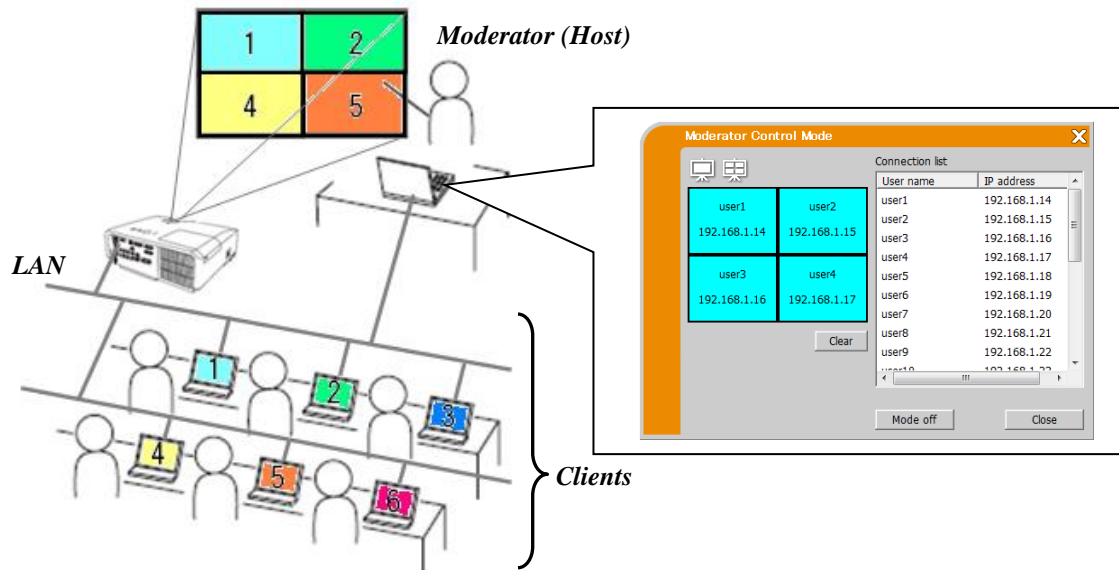 1 2
4 5
Moderator (Host)
LAN
1 2 3
4 5 6
Clients
Moderator Control Mode
Connection list
User name IP address
user1 192.168.1.14
user2 192.168.1.15
user3 192.168.1.16
user4 192.168.1.17
user5 192.168.1.18
user6 192.168.1.19
user7 192.168.1.20
user8 192.168.1.21
user9 192.168.1.22
user1 user2
192.168.1.14 192.168.1.15
user3 user4
192.168.1.16 192.168.1.17
Clear
Mode off Close